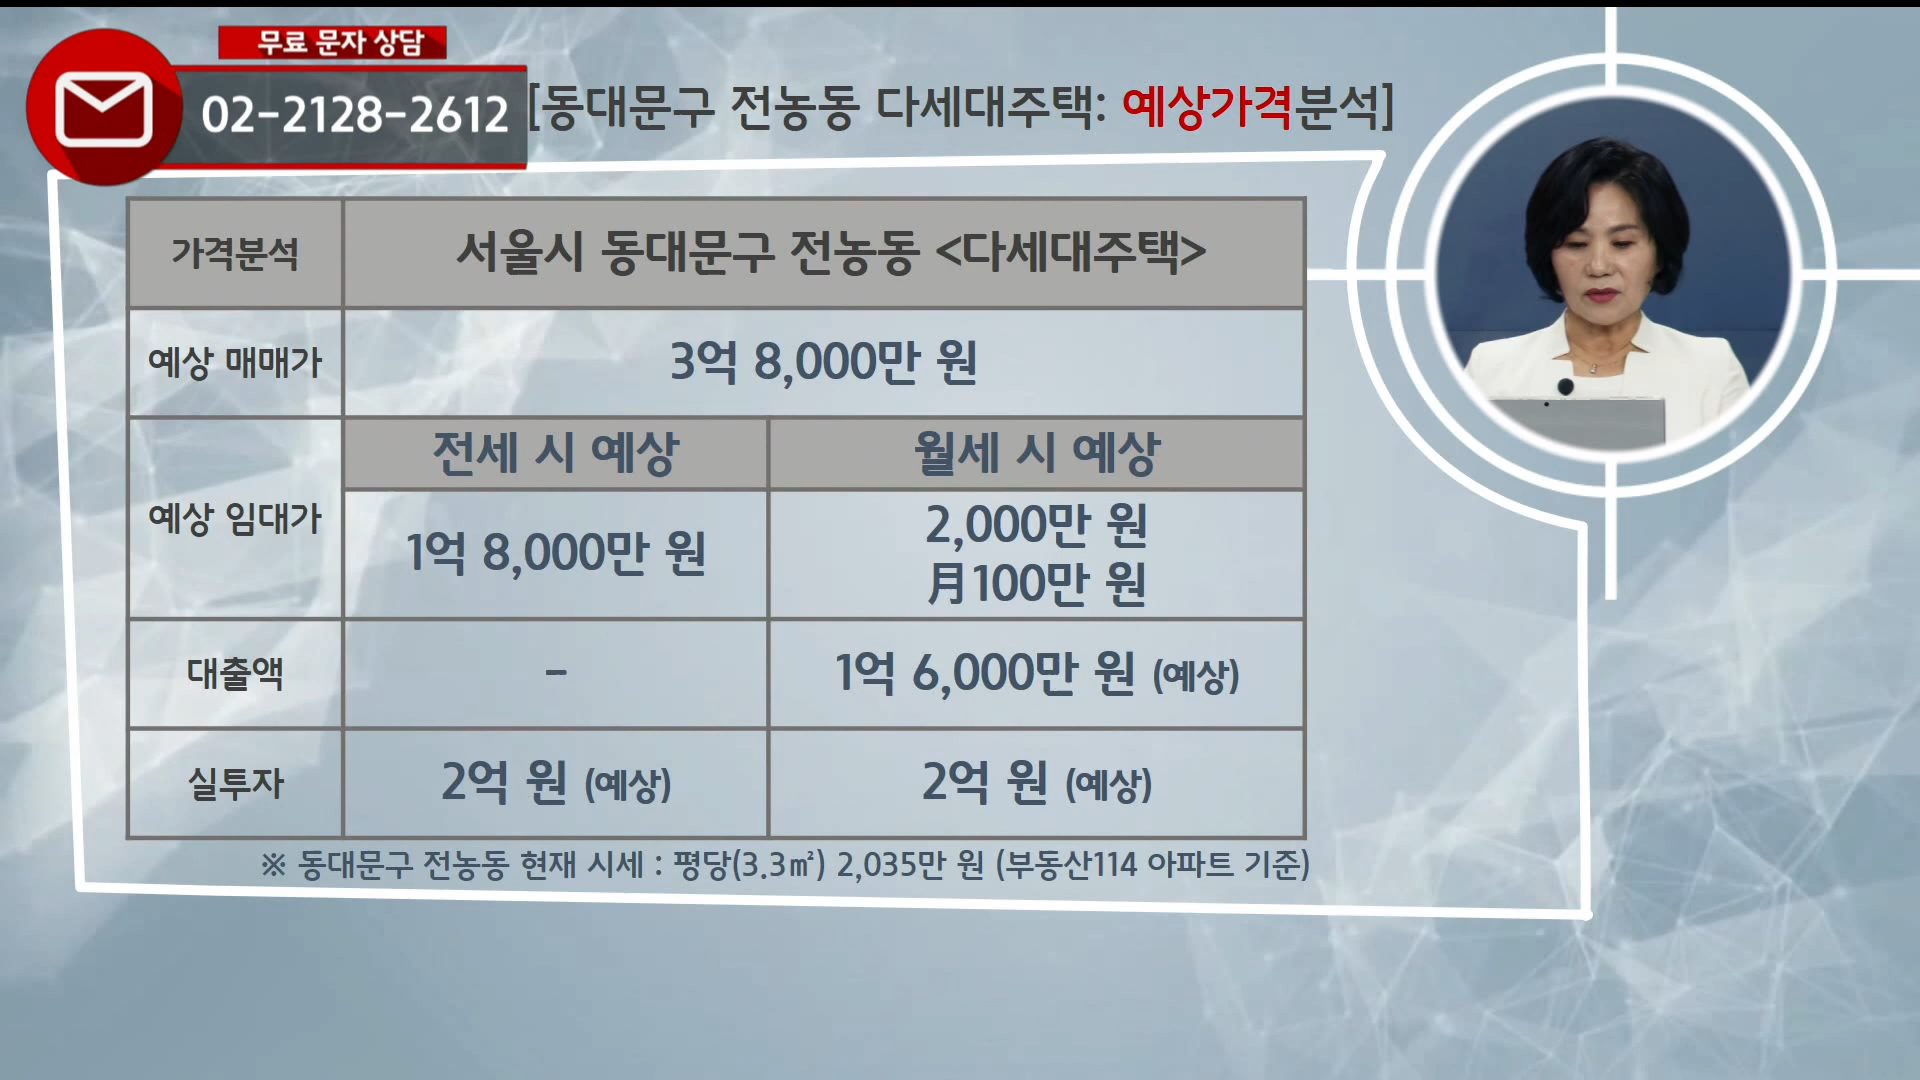 무료 문자 상담
02-2128-2612
[동대문구 전농동 다세대주택: 예상가격분석]
가격분석
서울시 동대문구 전농동 <다세대주택>
예상 매매가
3억 8,000만 원
예상 임대가
전세 시 예상
월세 시 예상
1억 8,000만 원
2,000만 원
月100만 원
대출액
-
1억 6,000만 원 (예상)
실투자
2억 원 (예상)
2억 원 (예상)
※ 동대문구 전농동 현재 시세 : 평당(3.3㎡) 2,035만 원 (부동산114 아파트 기준)